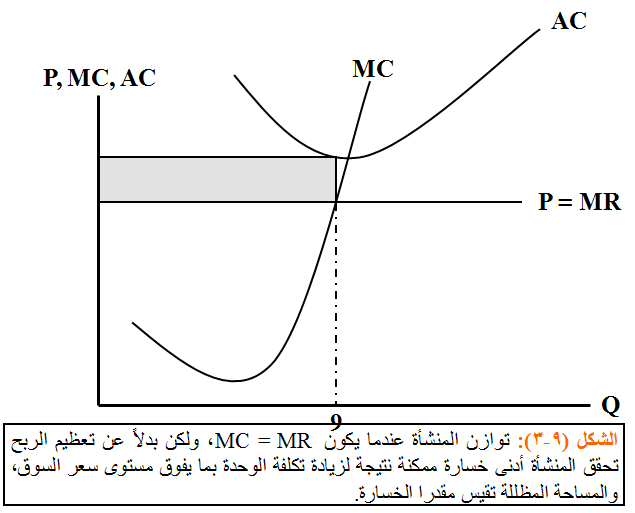 AC
MC
P, MC, AC
P = MR
Q
9
الشكل (٩-٣): توازن المنشأة عندما يكون MC = MR، ولكن بدلاً عن تعظيم الربح
تحقق المنشأة أدنى خسارة ممكنة نتيجة لزيادة تكلفة الوحدة بما يفوق مستوى سعر السوق،
والمساحة المظللة تقيس مقدرا الخسارة.